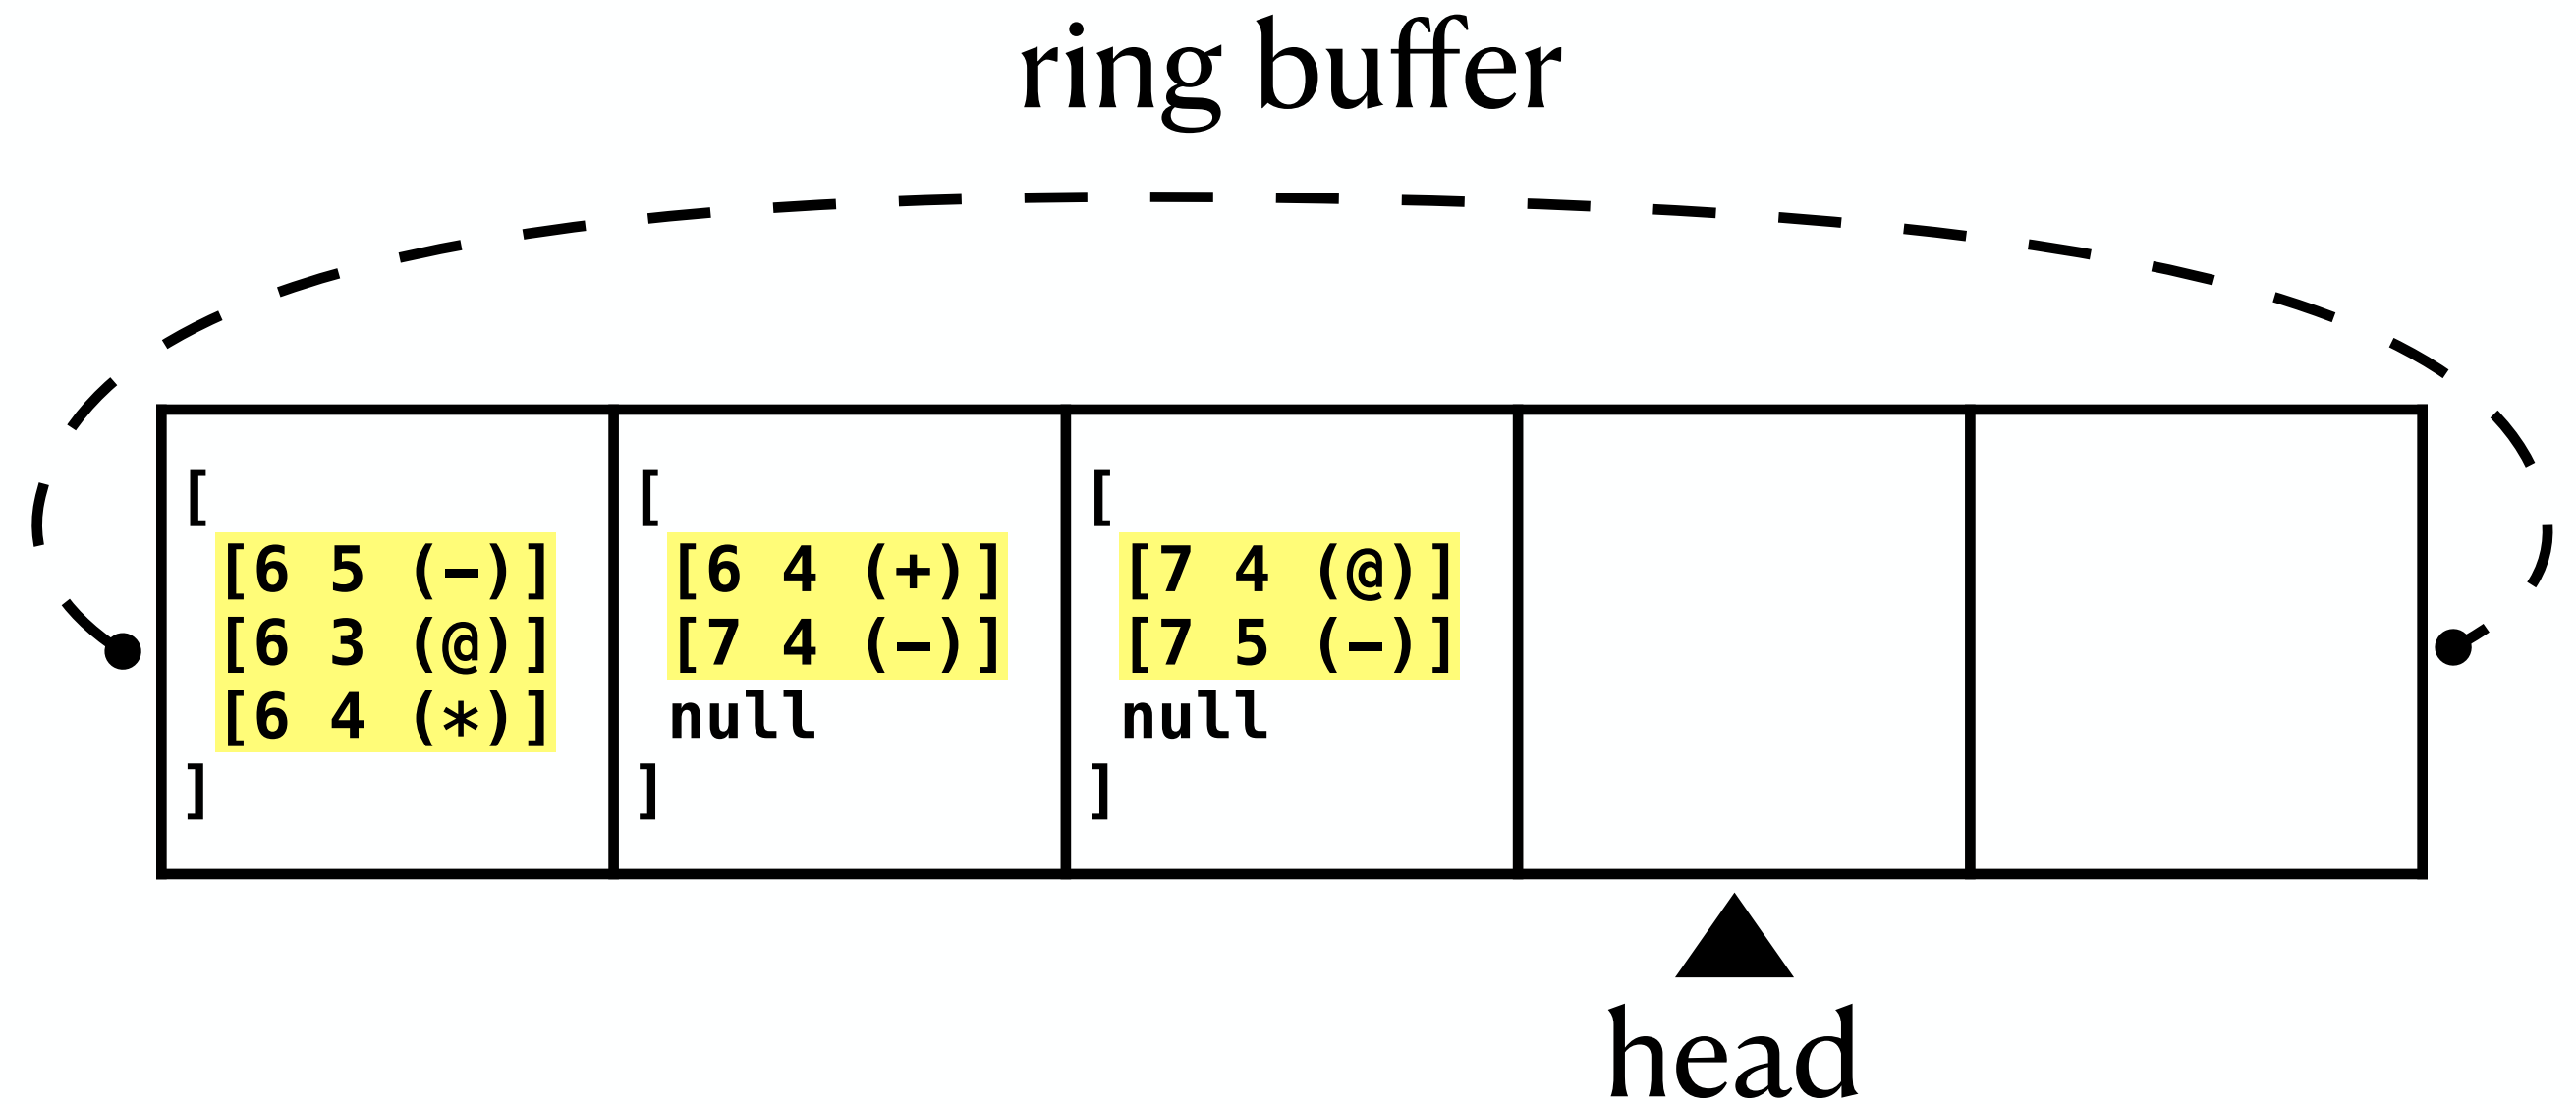 ring buffer
[
[6 5 (−)]
[6 3 (@)]
[6 4 (*)]
]
[
[6 4 (+)]
[7 4 (−)]
null
]
[
[7 4 (@)]
[7 5 (−)]
null
]
head